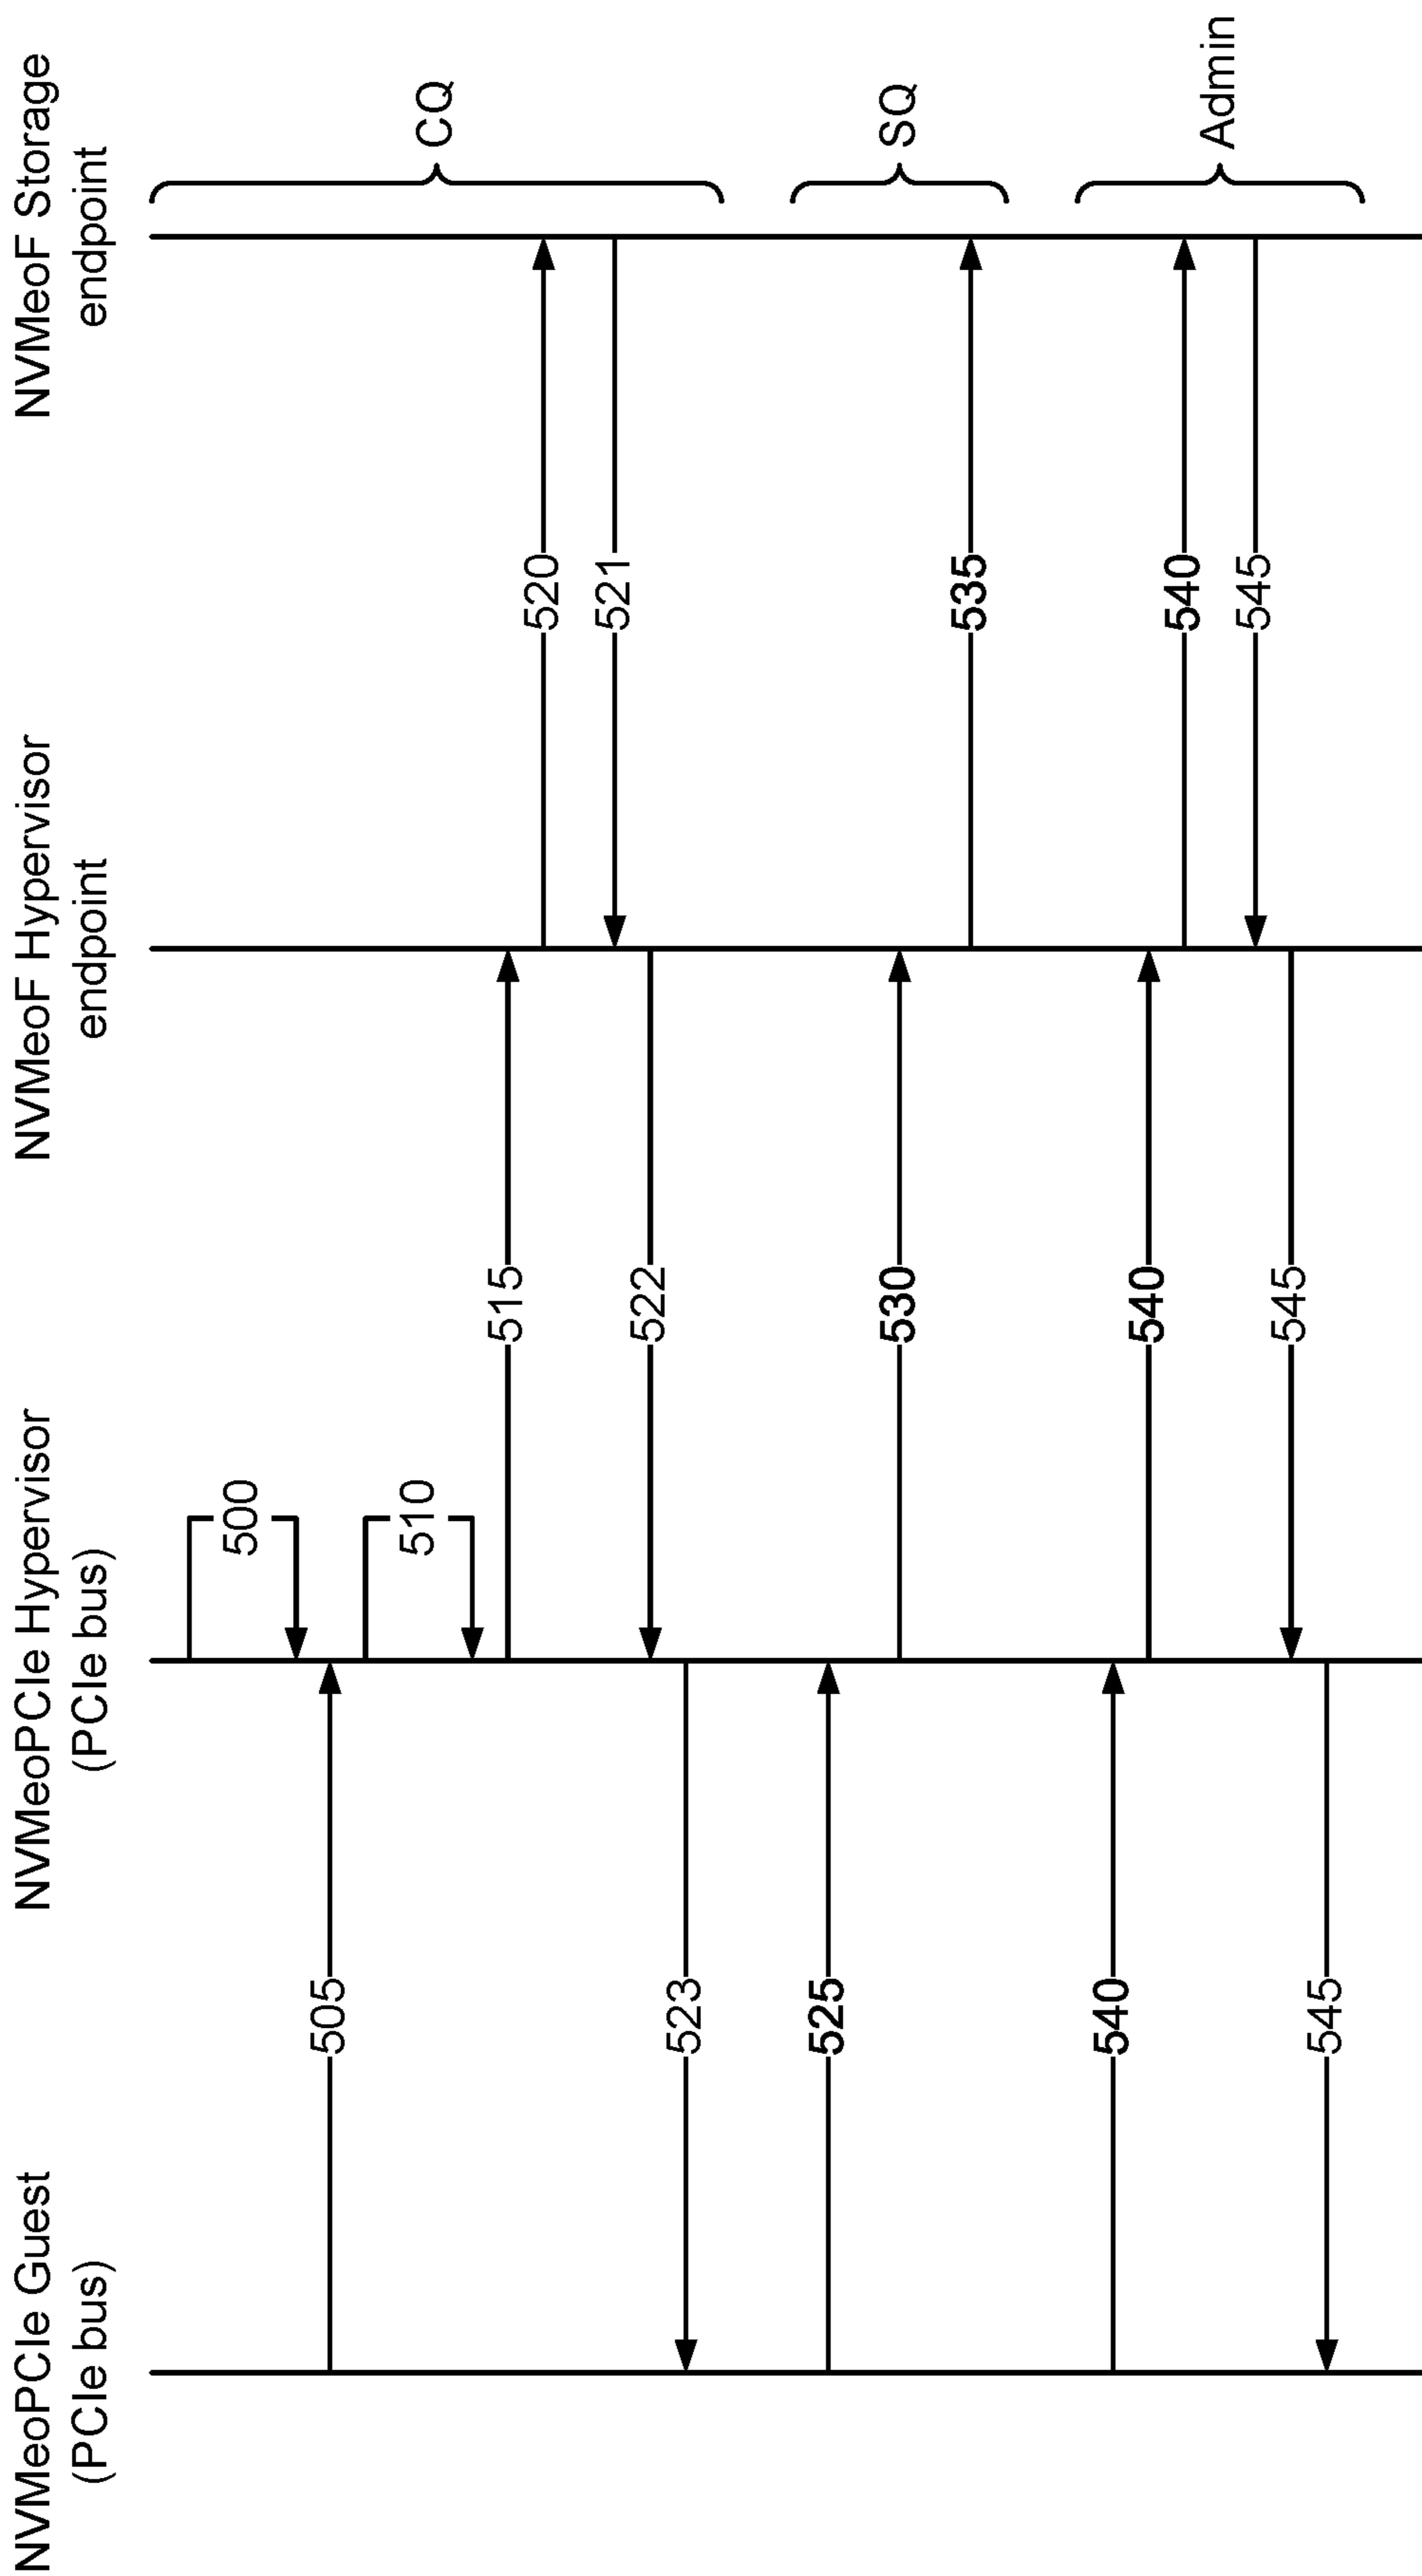 NVMeoPCIe Guest
(PCIe bus)
NVMeoPCIe Hypervisor
(PCIe bus)
NVMeoF Hypervisor
endpoint
NVMeoF Storage
endpoint
500
505
510
515
520
521
522
523
CQ
525
530
535
SQ
540
540
540
545
545
545
Admin